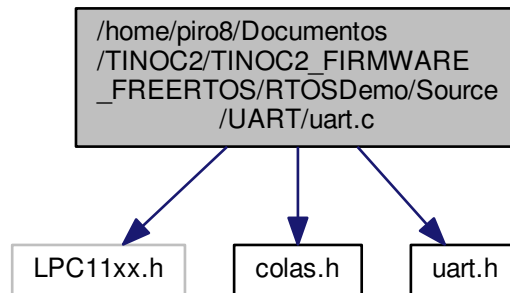 /home/piro8/Documentos
/TINOC2/TINOC2_FIRMWARE
_FREERTOS/RTOSDemo/Source
/UART/uart.c
LPC11xx.h
colas.h
uart.h